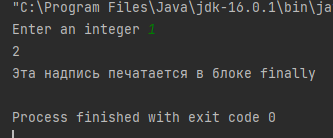 "C:\Program Files\Java\jdk-16.0.1\bin\ja
Enter an integer 1
2
Эта надпись печатается в блоке finally
Process finished with exit code 0